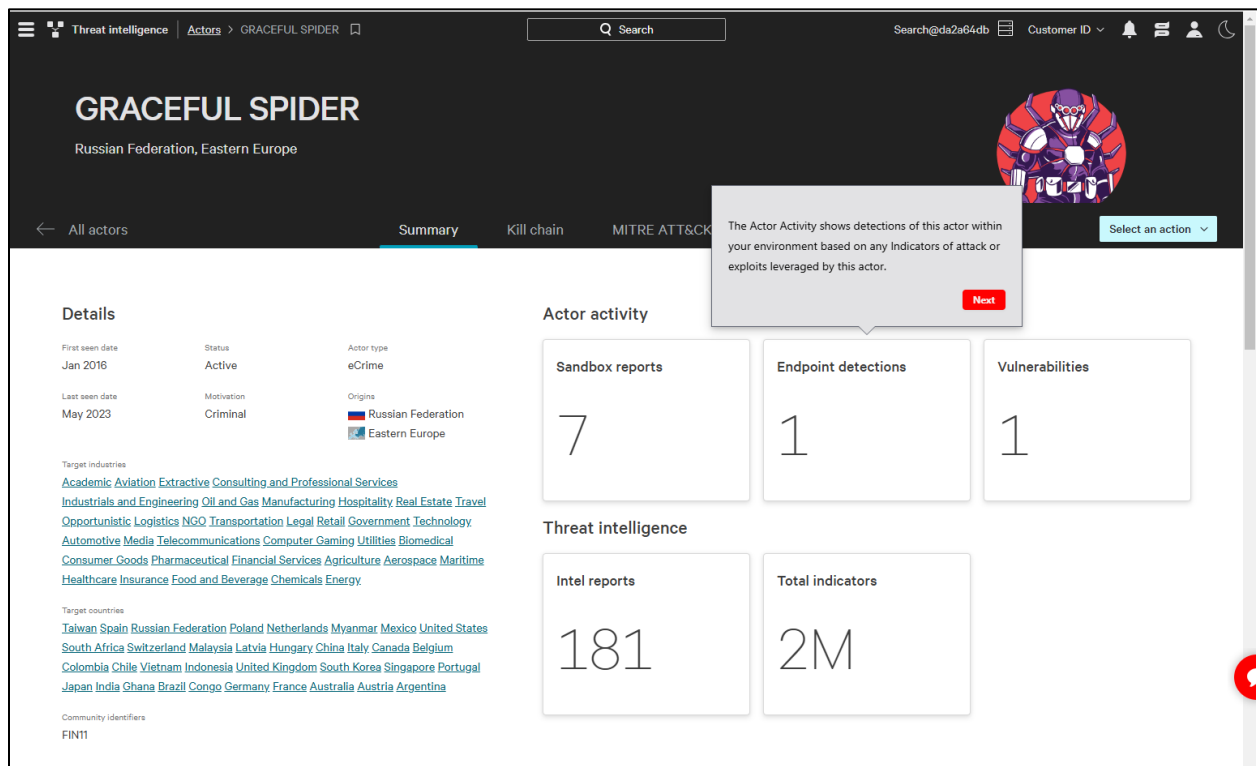 Threat intelligence Actors > GRACEFUL SPIDER
Search
Search@da2a64db Customer ID
GRACEFUL SPIDER
Russian Federation, Eastern Europe
All actors
Summary
Kill chain
MITRE ATT&CK
Select an action
The Actor Activity shows detections of this actor within
your environment based on any Indicators of attack or
exploits leveraged by this actor.
Next
Details
First seen date Status Actor type
Jan 2016 Active eCrime
Last seen date Motivation Origins
May 2023 Criminal Russian Federation
Eastern Europe
Target industries
Academic Aviation Extractive Consulting and Professional Services
Industrials and Engineering Oil and Gas Manufacturing Hospitality Real Estate Travel
Opportunistic Logistics NGO Transportation Legal Retail Government Technology
Automotive Media Telecommunications Computer Gaming Utilities Biomedical
Consumer Goods Pharmaceutical Financial Services Agriculture Aerospace Maritime
Healthcare Insurance Food and Beverage Chemicals Energy
Target countries
Taiwan Spain Russian Federation Poland Netherlands Myanmar Mexico United States
South Africa Switzerland Malaysia Latvia Hungary China Italy Canada Belgium
Colombia Chile Vietnam Indonesia United Kingdom South Korea Singapore Portugal
Japan India Ghana Brazil Congo Germany France Australia Austria Argentina
Community identifiers
FIN11
Actor activity
Sandbox reports
7
Endpoint detections
1
Vulnerabilities
1
Threat intelligence
Intel reports
181
Total indicators
2M